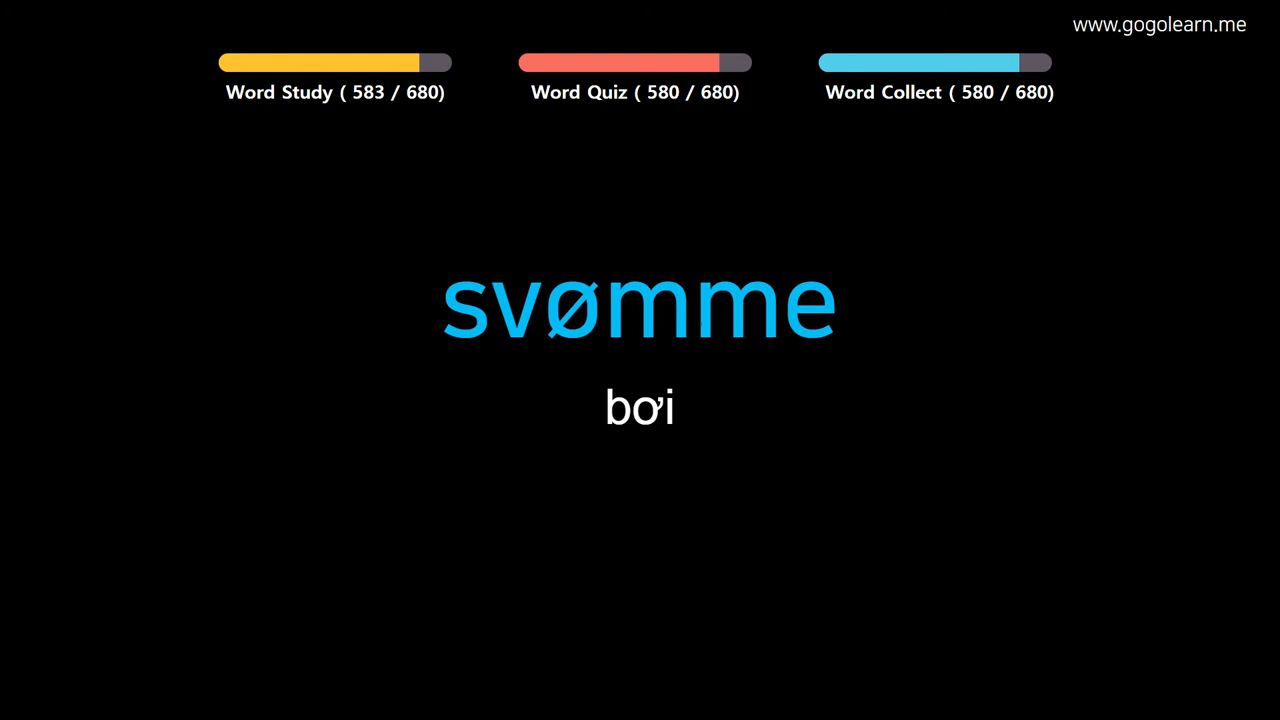 www.gogolearn.me
Word Study ( 583 / 680)
Word Quiz ( 580 / 680)
Word Collect ( 580 / 680)
svømme
bơi